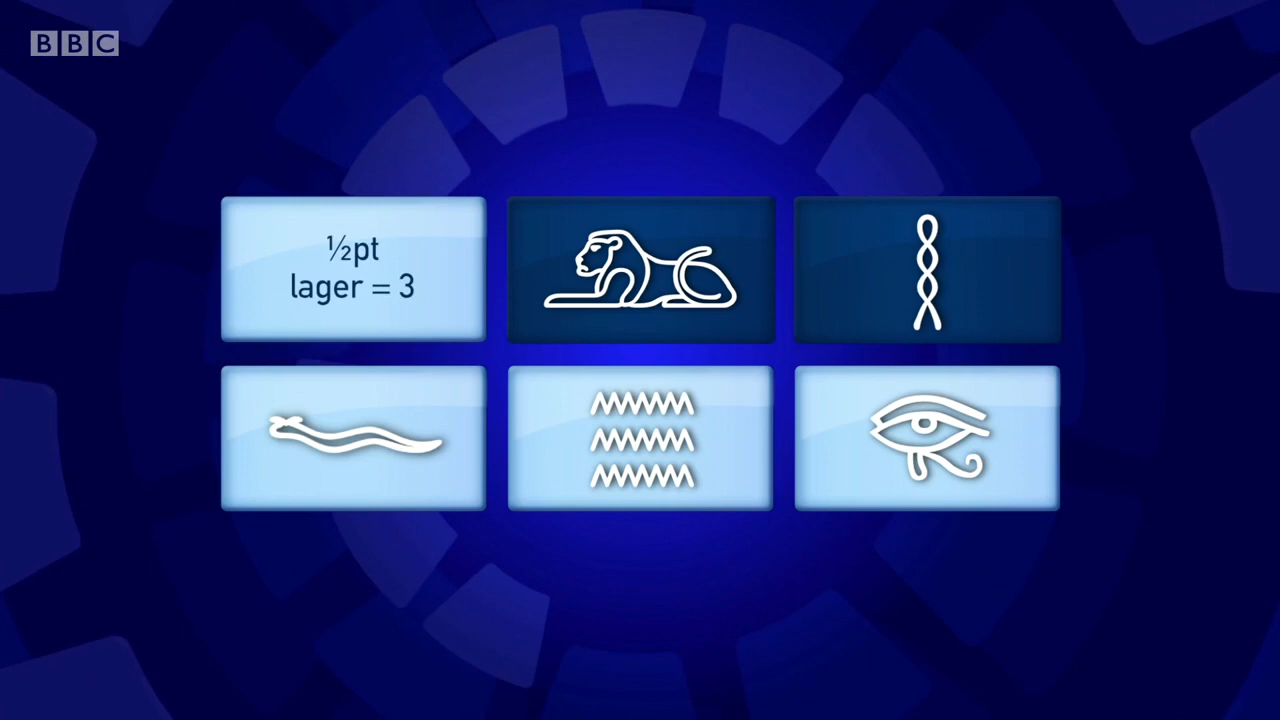 BBC
½pt
lager = 3